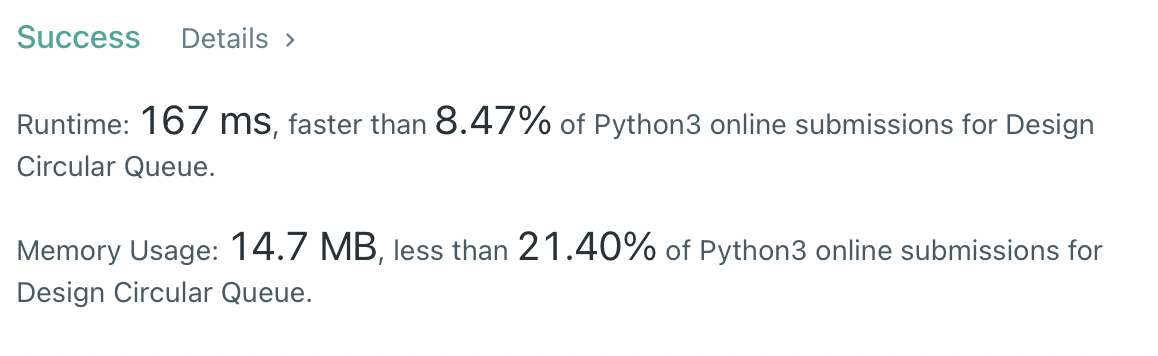 Success Details >
Runtime: 167 ms, faster than 8.47% of Python3 online submissions for Design
Circular Queue.
Memory Usage: 14.7 MB, less than 21.40% of Python3 online submissions for
Design Circular Queue.